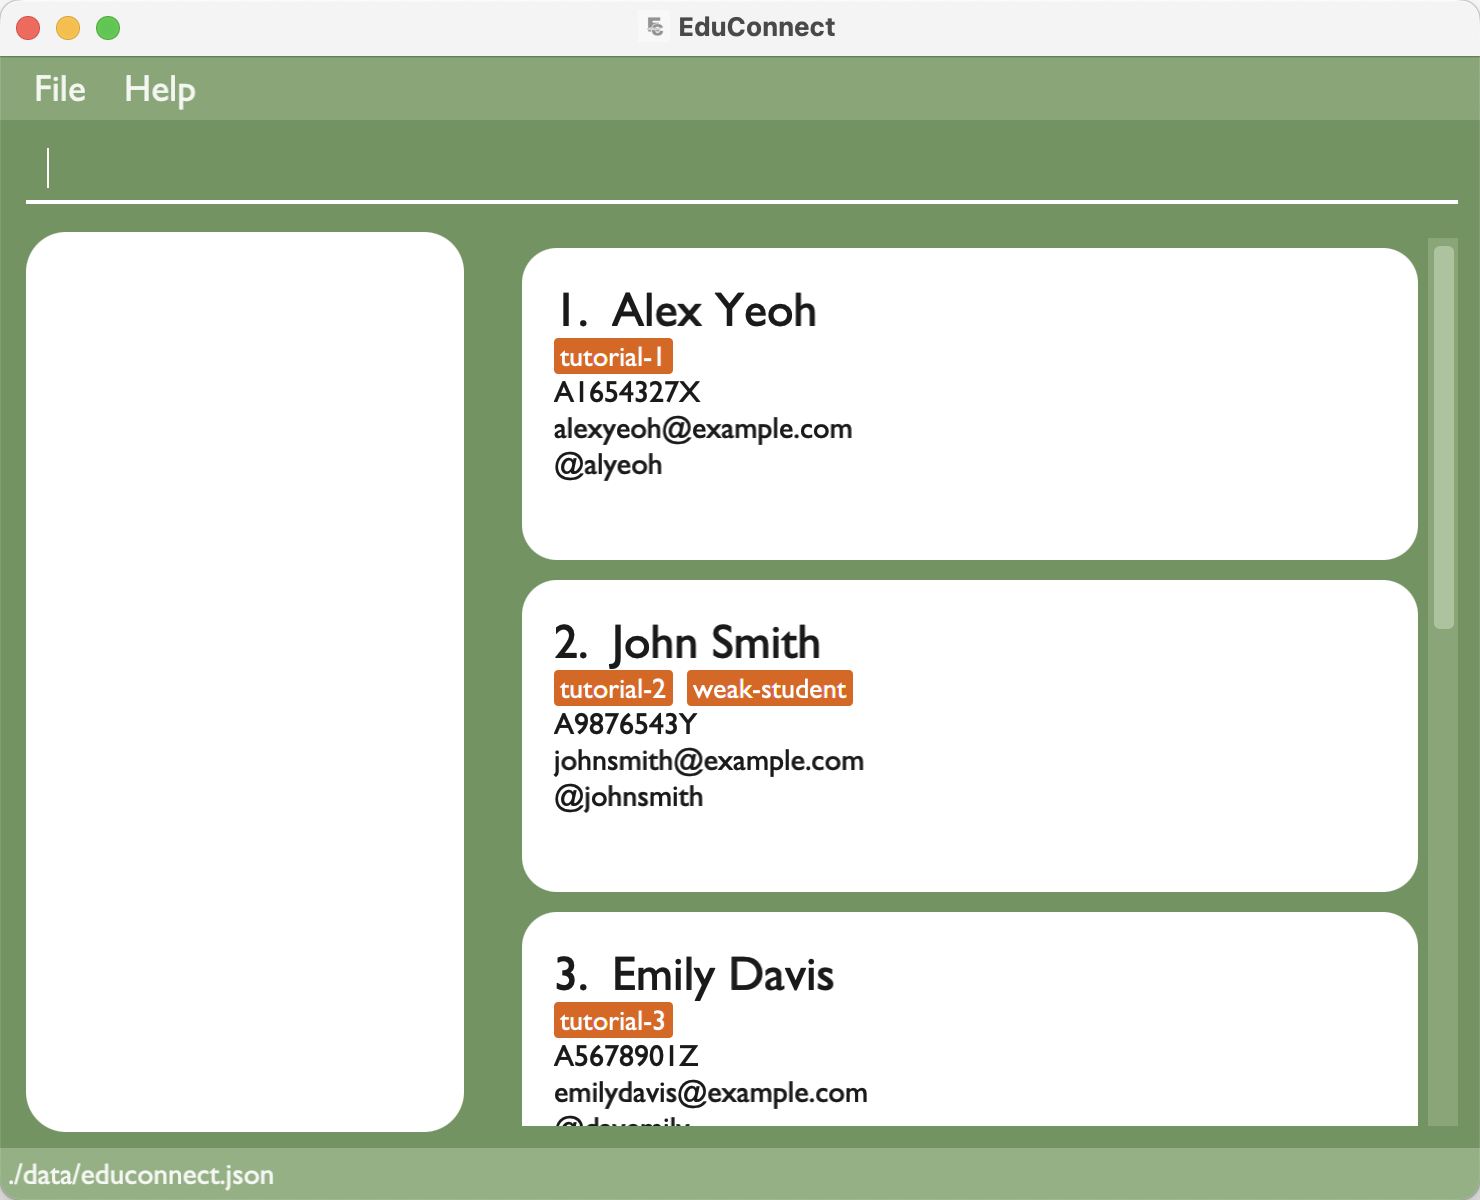 EduConnect
File Help
1. Alex Yeoh
tutorial-1
A1654327X
alexyeoh@example.com
@alyeoh
2. John Smith
tutorial-2 weak-student
A9876543Y
johnsmith@example.com
@johnsmith
3. Emily Davis
tutorial-3
A5678901Z
emilydavis@example.com
./data/educonnect.json